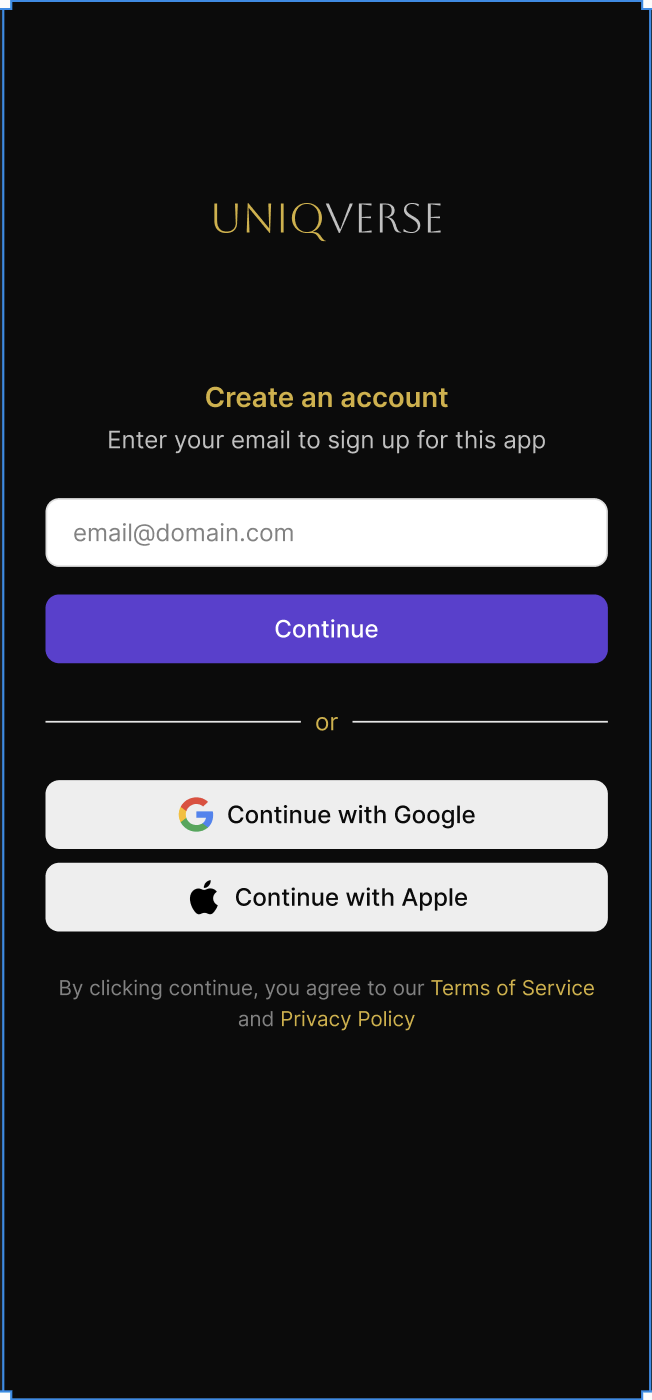 UNIQVERSE
Create an account
Enter your email to sign up for this app
email@domain.com
Continue
or
Continue with Google
Continue with Apple
By clicking continue, you agree to our Terms of Service
and Privacy Policy